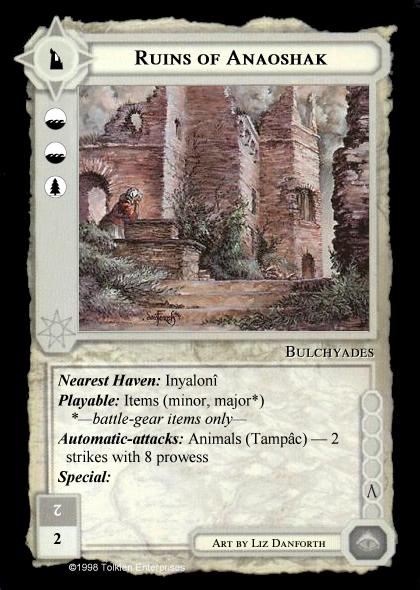 RUINS OF ANAOSHAK
Danforth
BULCHYADES
Nearest Haven: Inyalonî
Playable: Items (minor, major*)
*—battle-gear items only—
Automatic-attacks: Animals (Tampâc) — 2
strikes with 8 prowess
Special:
2
2
ART BY LIZ DANFORTH
©1998 Tolkien Enterprises